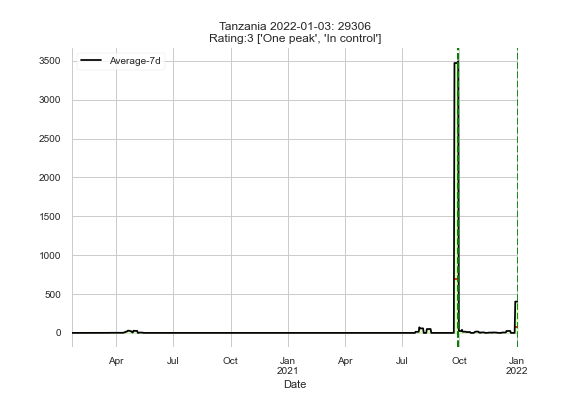 Tanzania 2022-01-03: 29306
Rating:3 ['One peak', 'In control']
Average-7d
3500
3000
2500
2000
1500
1000
500
0
Apr Jul Oct Jan Apr Jul Oct Jan
2021 2022
Date